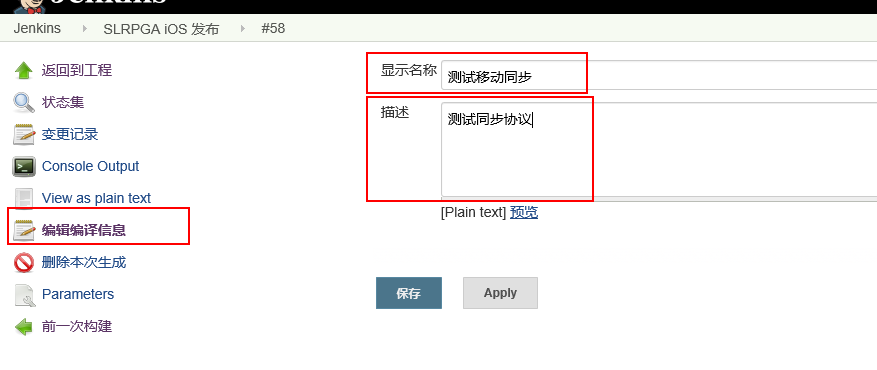 Jenkins
Jenkins SLRPGA iOS 发布 #58
返回到工程
状态集
变更记录
Console Output
View as plain text
编辑编译信息
删除本次生成
Parameters
前一次构建
显示名称 测试移动同步
描述 测试同步协议
[Plain text] 预览
保存 Apply